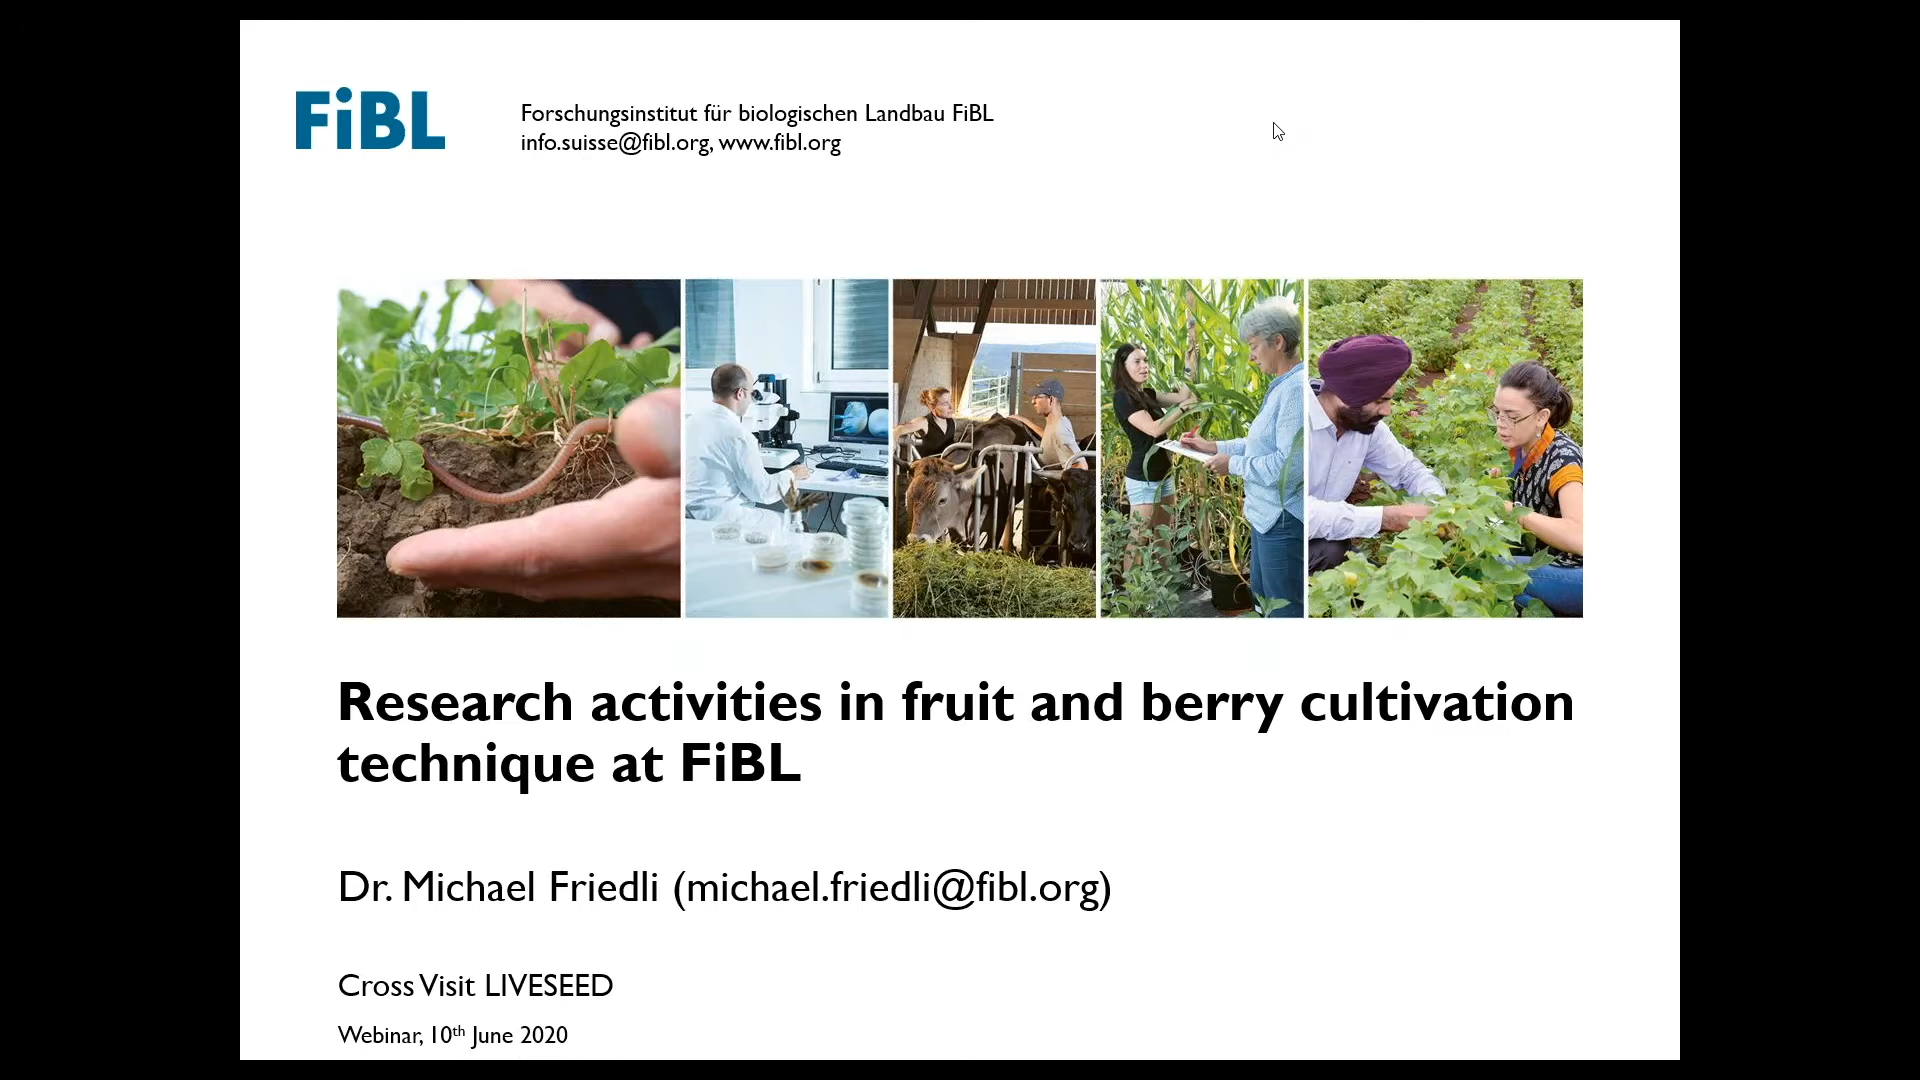 FiBL
Forschungsinstitut für biologischen Landbau FiBL
info.suisse@fibl.org, www.fibl.org
Research activities in fruit and berry cultivation
technique at FiBL
Dr. Michael Friedli (michael.friedli@fibl.org)
Cross Visit LIVESEED
Webinar, 10th June 2020